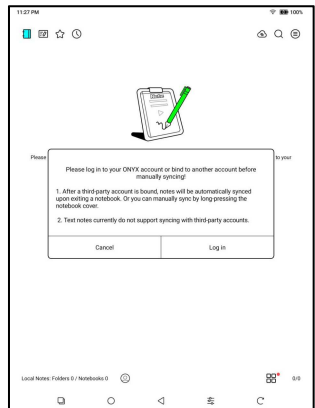 11:27 PM 100%
Notes
Please to your
Please log in to your ONYX account or bind to another account before
manually syncing!
1. After a third-party account is bound, notes will be automatically synced
upon exiting a notebook. Or you can manually sync by long-pressing the
notebook cover.
2. Text notes currently do not support syncing with third-party accounts.
Cancel Log in
Local Notes: Folders 0 / Notebooks 0 0/0